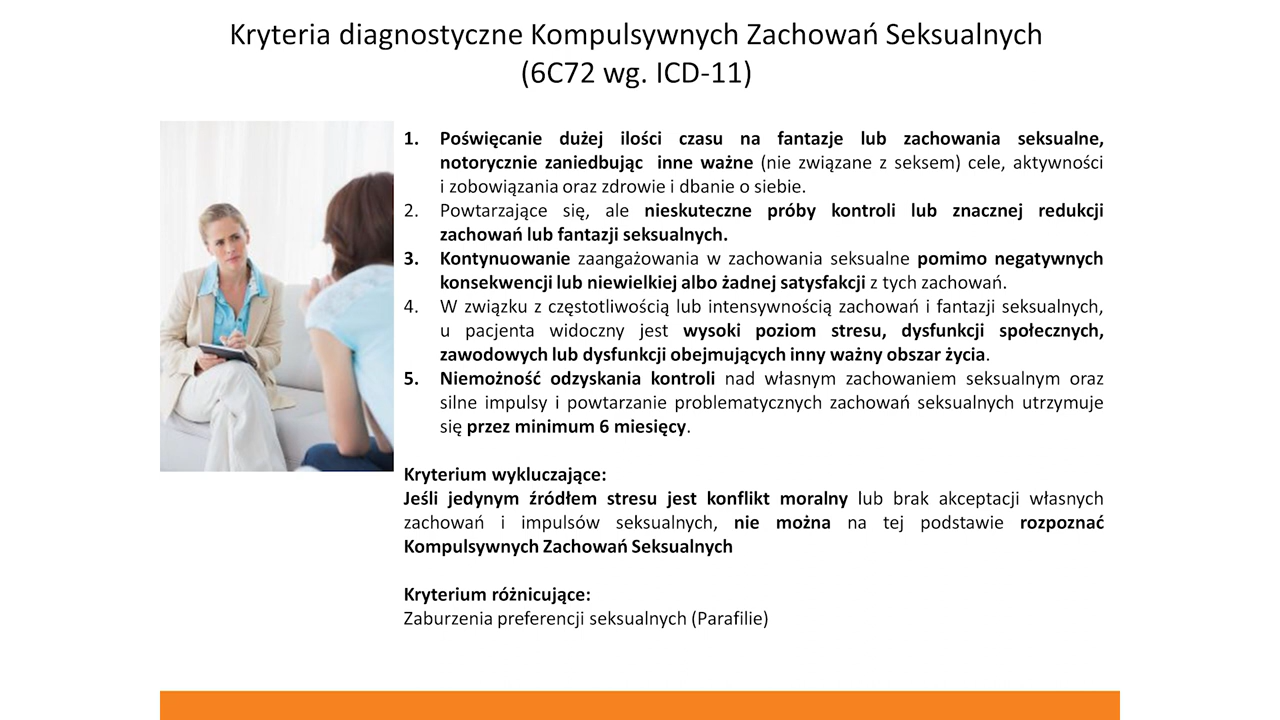 Kryteria diagnostyczne Kompulsywnych Zachowań Seksualnych
(6C72 wg. ICD-11)
1. Poświęcanie dużej ilości czasu na fantazje lub zachowania seksualne,
notorycznie zaniedbując inne ważne (nie związane z seksem) cele, aktywności
i zobowiązania oraz zdrowie i dbanie o siebie.
2. Powtarzające się, ale nieskuteczne próby kontroli lub znacznej redukcji
zachowań lub fantazji seksualnych.
3. Kontynuowanie zaangażowania w zachowania seksualne pomimo negatywnych
konsekwencji lub niewielkiej albo żadnej satysfakcji z tych zachowań.
4. W związku z częstotliwością lub intensywnością zachowań i fantazji seksualnych,
u pacjenta widoczny jest wysoki poziom stresu, dysfunkcji społecznych,
zawodowych lub dysfunkcji obejmujących inny ważny obszar życia.
5. Niemożność odzyskania kontroli nad własnym zachowaniem seksualnym oraz
silne impulsy i powtarzanie problematycznych zachowań seksualnych utrzymuje
się przez minimum 6 miesięcy.
Kryterium wykluczające:
Jeśli jedynym źródłem stresu jest konflikt moralny lub brak akceptacji własnych
zachowań i impulsów seksualnych, nie można na tej podstawie rozpoznać
Kompulsywnych Zachowań Seksualnych
Kryterium różnicujące:
Zaburzenia preferencji seksualnych (Parafilie)